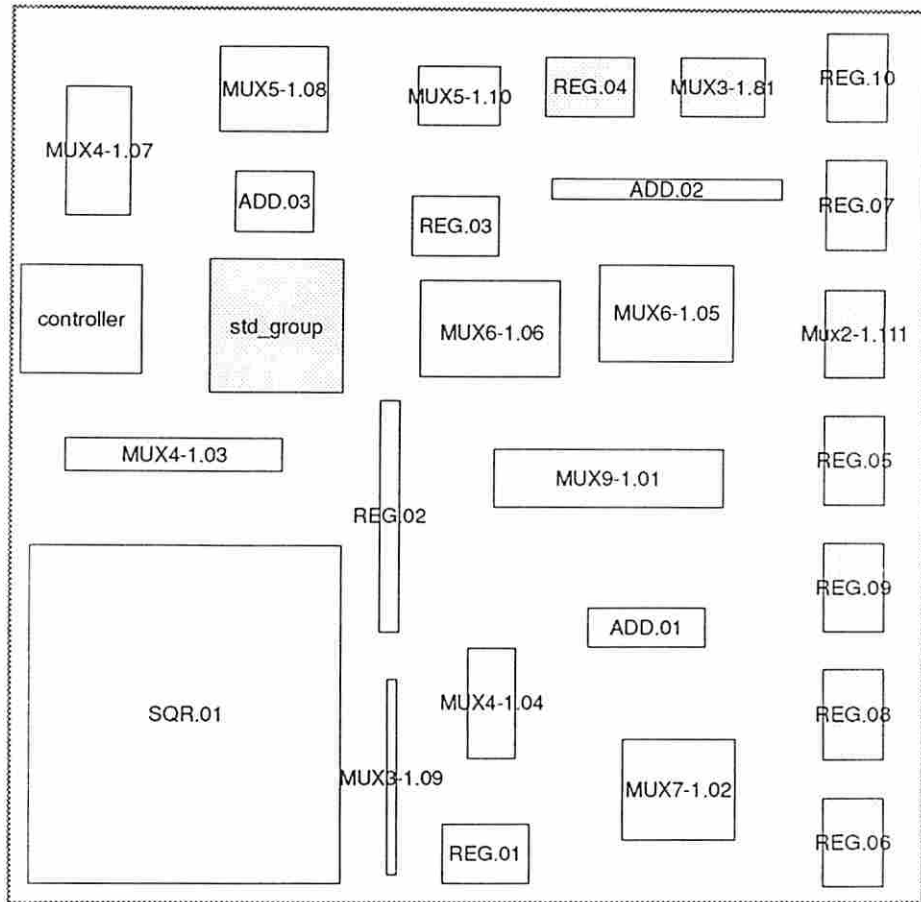 MUX5-1.08
MUX5-1.10
REG.04
MUX3-1.81
REG.10
MUX4-1.07
ADD.03
ADD.02
REG.07
REG.03
controller
std_group
MUX6-1.06
MUX6-1.05
Mux2-1.111
MUX4-1.03
MUX9-1.01
REG.05
REG.02
REG.09
ADD.01
SQR.01
MUX4-1.04
REG.08
MUX3-1.09
MUX7-1.02
REG.01
REG.06